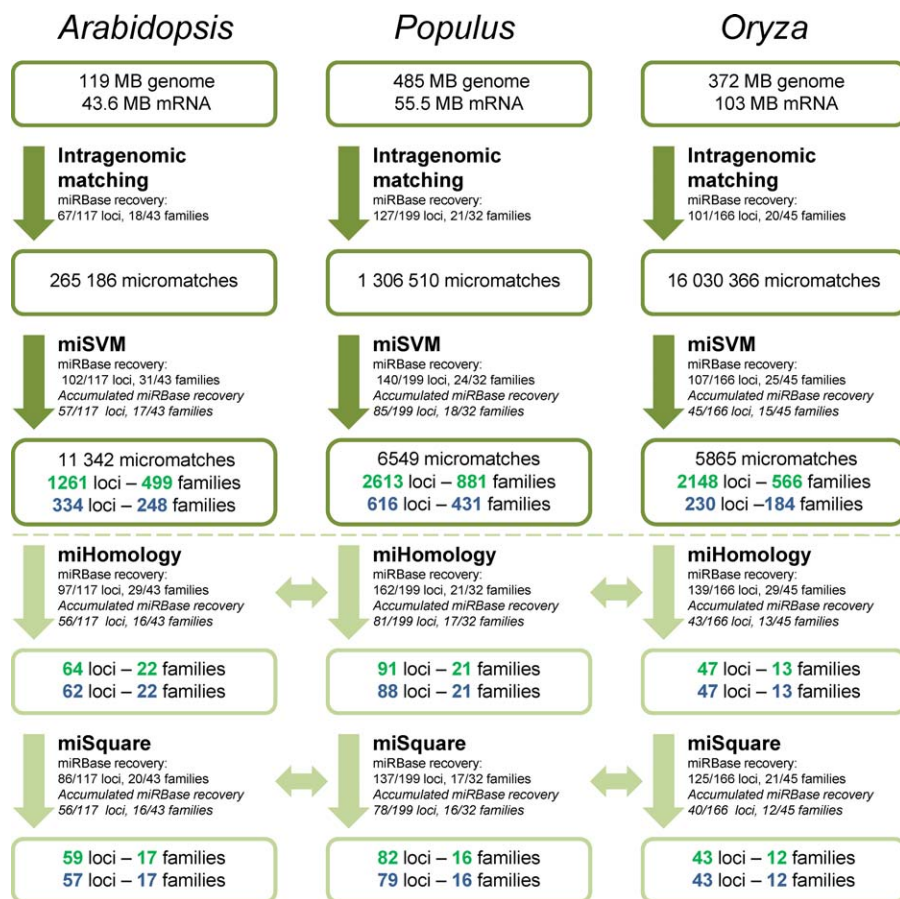 Arabidopsis
119 MB genome
43.6 MB mRNA
Intragenomic
matching
miRBase recovery:
67/117 loci, 18/43 families
265 186 micromatches
miSVM
miRBase recovery:
102/117 loci, 31/43 families
Accumulated miRBase recovery
57/117 loci, 17/43 families
11 342 micromatches
1261 loci – 499 families
334 loci – 248 families
miHomology
miRBase recovery:
97/117 loci, 29/43 families
Accumulated miRBase recovery
56/117 loci, 16/43 families
64 loci – 22 families
62 loci – 22 families
miSquare
miRBase recovery:
86/117 loci, 20/43 families
Accumulated miRBase recovery
56/117 loci, 16/43 families
59 loci – 17 families
57 loci – 17 families
Populus
485 MB genome
55.5 MB mRNA
Intragenomic
matching
miRBase recovery:
127/199 loci, 21/32 families
1 306 510 micromatches
miSVM
miRBase recovery:
140/199 loci, 24/32 families
Accumulated miRBase recovery
85/199 loci, 18/32 families
6549 micromatches
2613 loci – 881 families
616 loci – 431 families
miHomology
miRBase recovery:
162/199 loci, 21/32 families
Accumulated miRBase recovery
81/199 loci, 17/32 families
91 loci – 21 families
88 loci – 21 families
miSquare
miRBase recovery:
137/199 loci, 17/32 families
Accumulated miRBase recovery
78/199 loci, 16/32 families
82 loci – 16 families
79 loci – 16 families
Oryza
372 MB genome
103 MB mRNA
Intragenomic
matching
miRBase recovery:
101/166 loci, 20/45 families
16 030 366 micromatches
miSVM
miRBase recovery:
107/166 loci, 25/45 families
Accumulated miRBase recovery
45/166 loci, 15/45 families
5865 micromatches
2148 loci – 566 families
230 loci –184 families
miHomology
miRBase recovery:
139/166 loci, 29/45 families
Accumulated miRBase recovery
43/166 loci, 13/45 families
47 loci – 13 families
47 loci – 13 families
miSquare
miRBase recovery:
125/166 loci, 21/45 families
Accumulated miRBase recovery
40/166 loci, 12/45 families
43 loci – 12 families
43 loci – 12 families